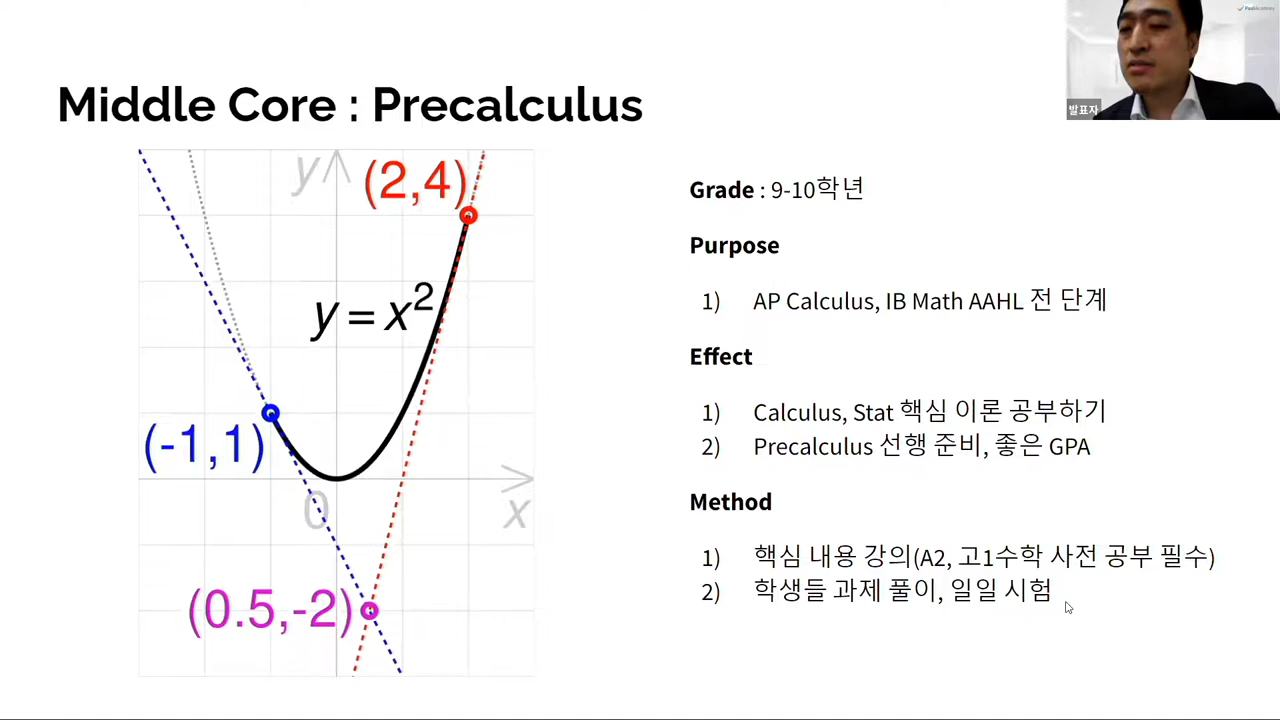 PaulAcademy
발표자
Middle Core : Precalculus
y
(2,4)
y=x²
(-1,1)
0
x
(0.5,-2)
Grade : 9-10학년
Purpose
1) AP Calculus, IB Math AAHL 전 단계
Effect
1) Calculus, Stat 핵심 이론 공부하기
2) Precalculus 선행 준비, 좋은 GPA
Method
1) 핵심 내용 강의(A2, 고1수학 사전 공부 필수)
2) 학생들 과제 풀이, 일일 시험